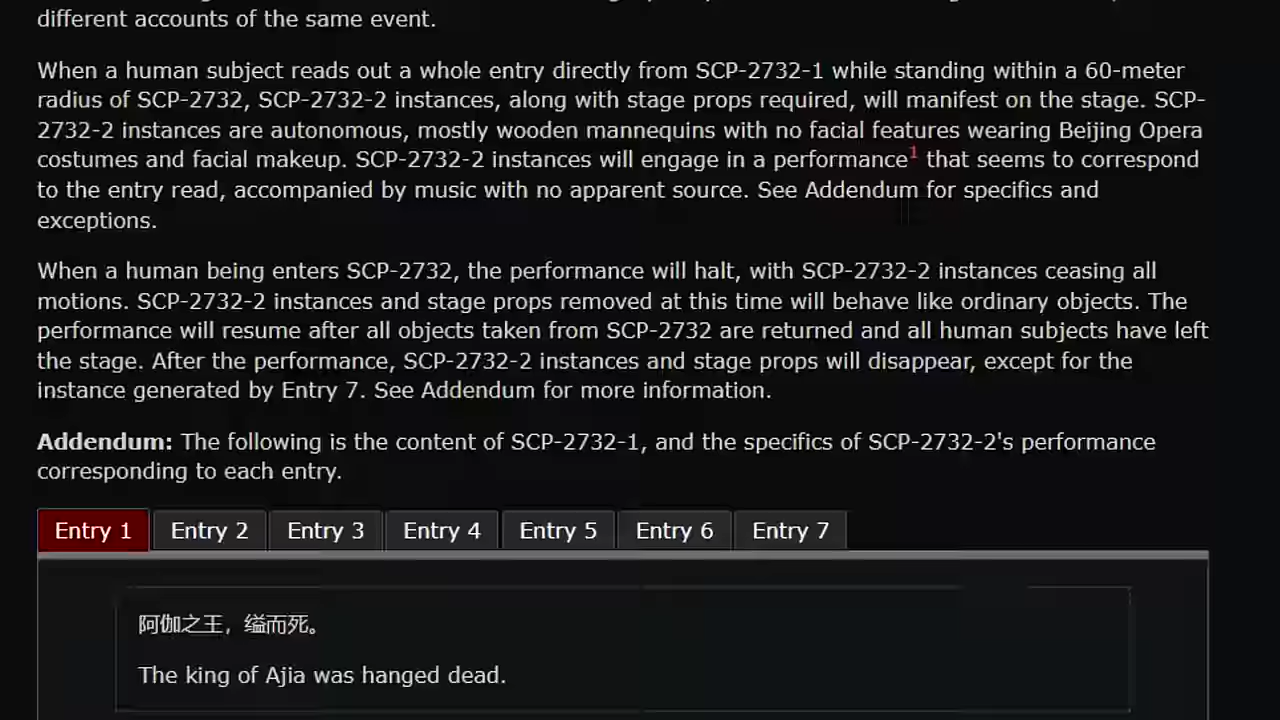 different accounts of the same event.
When a human subject reads out a whole entry directly from SCP-2732-1 while standing within a 60-meter
radius of SCP-2732, SCP-2732-2 instances, along with stage props required, will manifest on the stage. SCP-
2732-2 instances are autonomous, mostly wooden mannequins with no facial features wearing Beijing Opera
costumes and facial makeup. SCP-2732-2 instances will engage in a performance1 that seems to correspond
to the entry read, accompanied by music with no apparent source. See Addendum for specifics and
exceptions.
When a human being enters SCP-2732, the performance will halt, with SCP-2732-2 instances ceasing all
motions. SCP-2732-2 instances and stage props removed at this time will behave like ordinary objects. The
performance will resume after all objects taken from SCP-2732 are returned and all human subjects have left
the stage. After the performance, SCP-2732-2 instances and stage props will disappear, except for the
instance generated by Entry 7. See Addendum for more information.
Addendum: The following is the content of SCP-2732-1, and the specifics of SCP-2732-2's performance
corresponding to each entry.
Entry 1 Entry 2 Entry 3 Entry 4 Entry 5 Entry 6 Entry 7
阿伽之王，缢而死。
The king of Ajia was hanged dead.